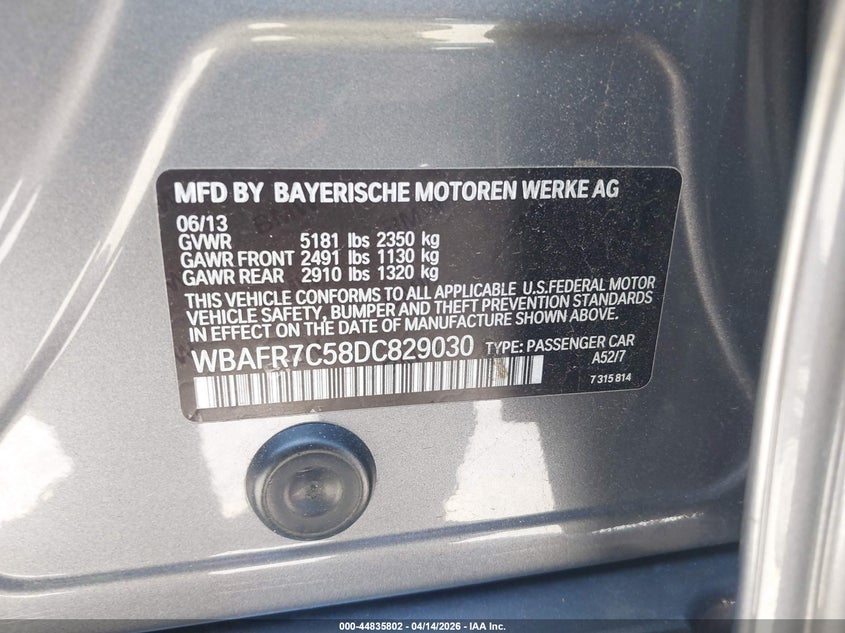 MFD BY BAYERISCHE MOTOREN WERKE AG
06/13
GVWR 5181 lbs 2350 kg
GAWR FRONT 2491 lbs 1130 kg
GAWR REAR 2910 lbs 1320 kg
THIS VEHICLE CONFORMS TO ALL APPLICABLE U.S.FEDERAL MOTOR
VEHICLE SAFETY, BUMPER AND THEFT PREVENTION STANDARDS
IN EFFECT ON THE DATE OF MANUFACTURE SHOWN ABOVE.
WBAFR7C58DC829030 TYPE: PASSENGER CAR
A52/7
7 315 814
000-44835802 - 04/14/2026 - IAA Inc.